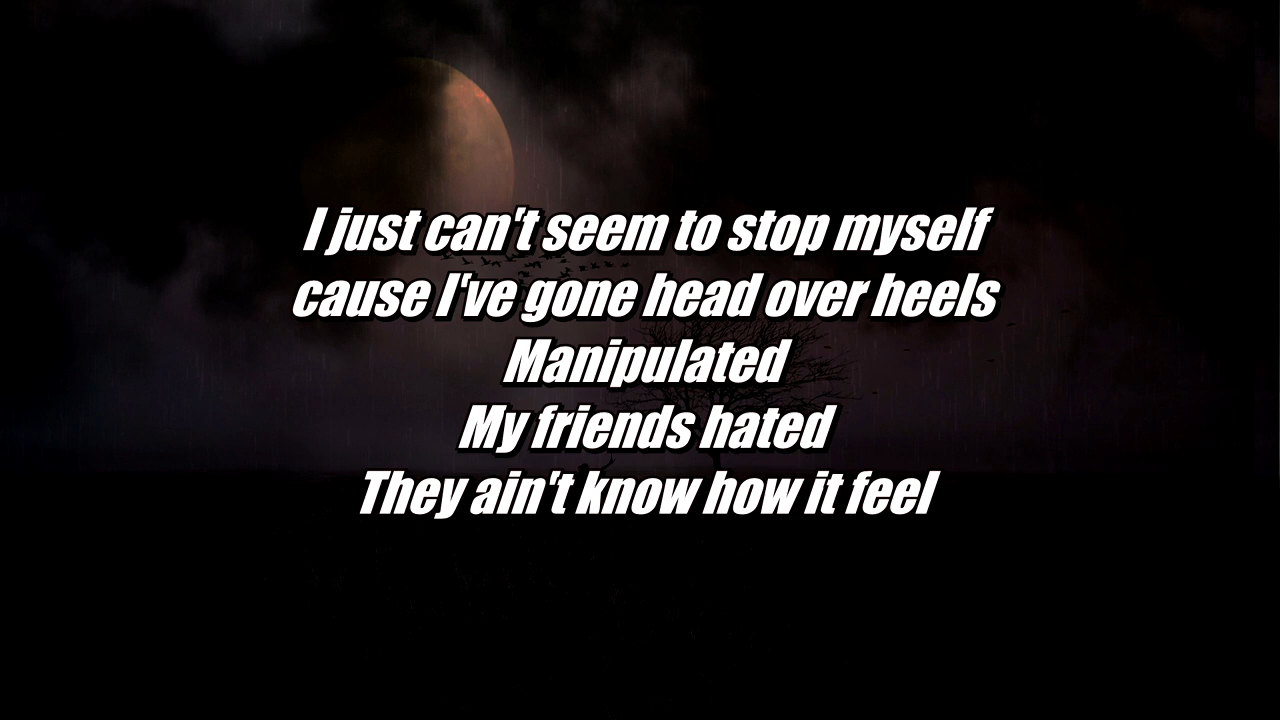 I just can't seem to stop myself
cause I've gone head over heels
Manipulated
My friends hated
They ain't know how it feel